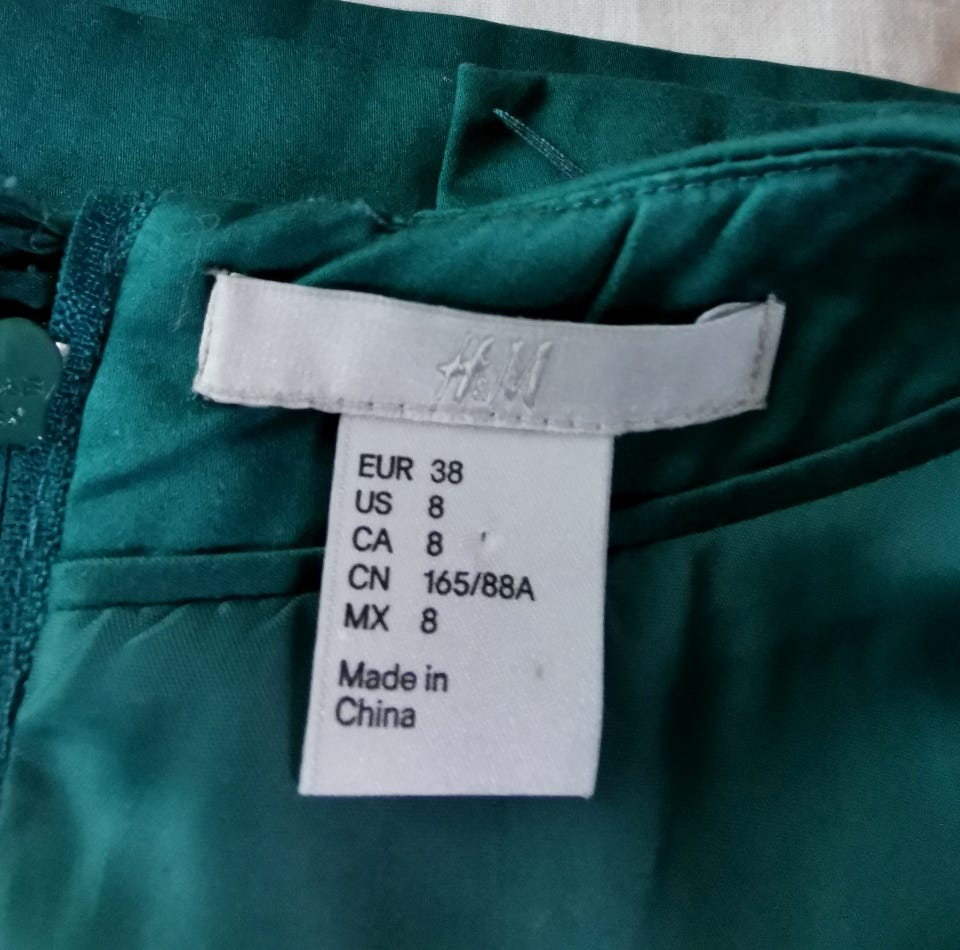 H&M
EUR 38
US 8
CA 8
CN 165/88A
MX 8
Made in
China